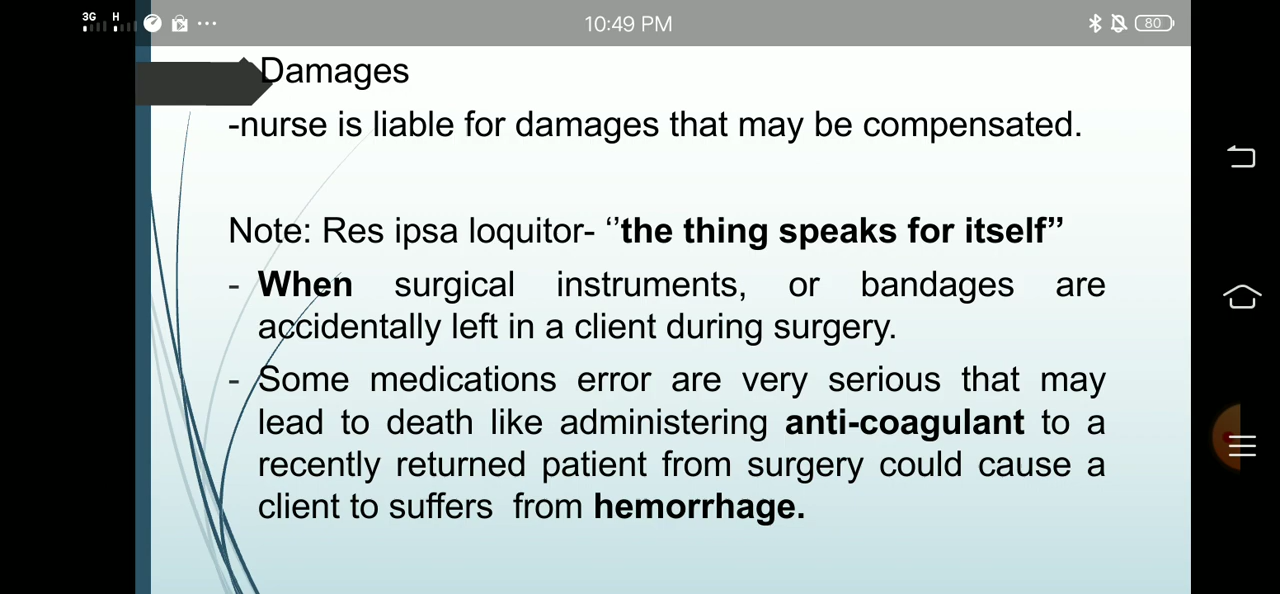 3G H 10:49 PM 80
Damages
-nurse is liable for damages that may be compensated.
Note: Res ipsa loquitor- ‘’the thing speaks for itself”
- When surgical instruments, or bandages are
accidentally left in a client during surgery.
- Some medications error are very serious that may
lead to death like administering anti-coagulant to a
recently returned patient from surgery could cause a
client to suffers from hemorrhage.